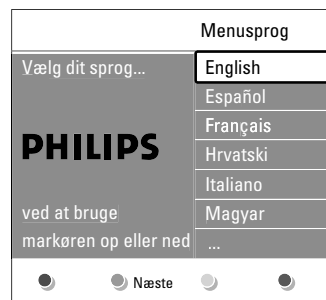 Menusprog
Vælg dit sprog...
English
Español
Français
PHILIPS
Hrvatski
Italiano
ved at bruge
Magyar
markøren op eller ned
...
Næste